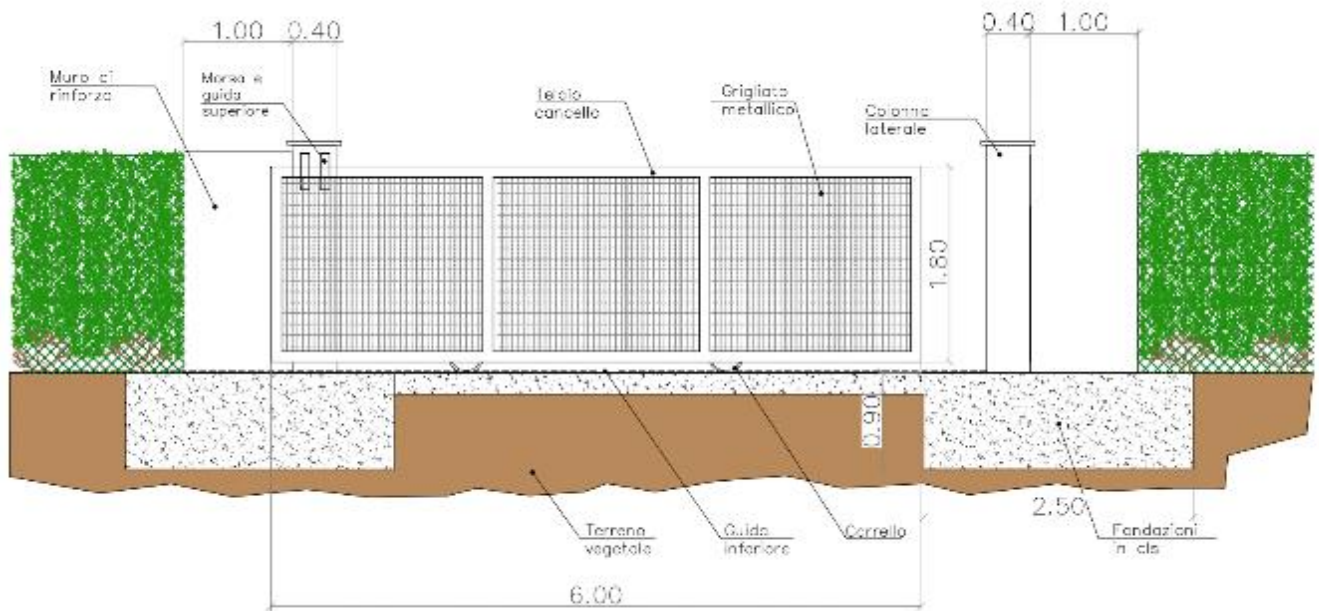 1.00
0.40
0.40
1.00
Muro di
rinforzo
Morsa e
guida
superiore
Telaio
cancello
Grigliato
metallico
Colonna
laterale
1.80
0.90
2.50
Terreno
vegetale
Guida
inferiore
Carrello
Fondazioni
in cls
6.00